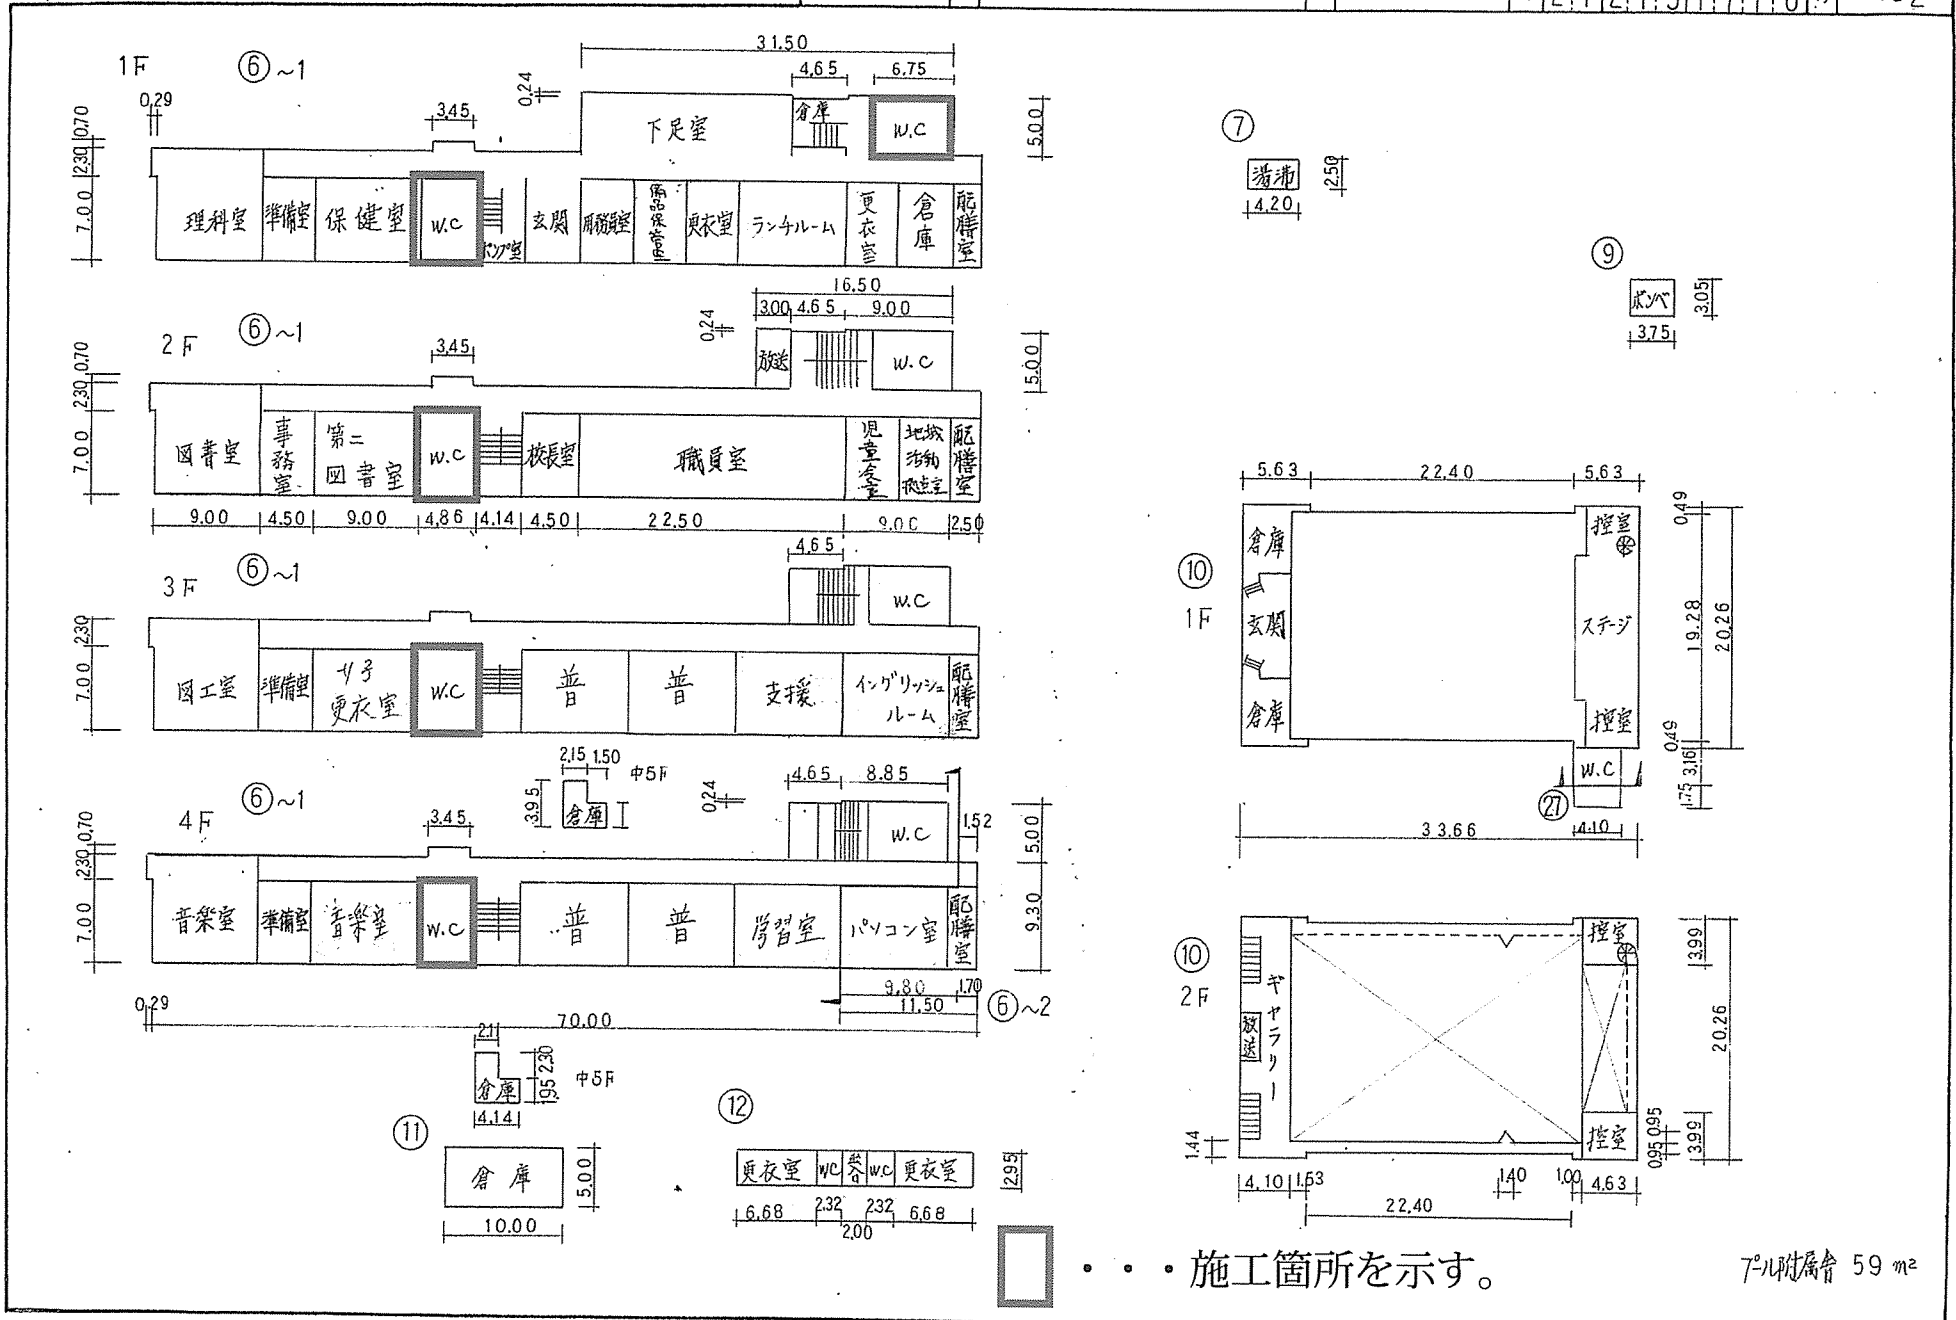 1F ⑥~1
31.50
4.65 6.75
0.29 3.45 0.24
0.70 2.30 7.00
5.00
下足室 倉庫 W.C
理科室 準備室 保健室 W.C ポンプ室 玄関 用務員室 備品保管室 更衣室 ランチルーム 更衣室 倉庫 配膳室
2F ⑥~1
16.50
3.00 4.65 9.00
3.45 0.24
0.70 2.30 7.00
5.00
放送 W.C
図書室 事務室 第二図書室 W.C 校長室 職員室 児童会室 地域活動拠点室 配膳室
9.00 4.50 9.00 4.86 4.14 4.50 22.50 9.00 2.50
3F ⑥~1
4.65
2.30 7.00
W.C
図工室 準備室 更衣室 W.C 普 普 支援 イングリッシュルーム 配膳室
2.15 1.50 中5F
3.95 倉庫
4F ⑥~1
4.65 8.85
3.45 0.24 1.52
0.70 2.30 7.00
5.00 9.30
W.C
音楽室 準備室 音楽室 W.C 普 普 学習室 パソコン室 配膳室
9.80 1.70
11.50 ⑥~2
0.29 70.00
2.1 2.30 1.95
倉庫 中5F
4.14
⑪
倉庫 5.00
10.00
⑫
更衣室 W.C W.C 更衣室 2.95
6.68 2.32 2.00 2.32 6.68
⑦
湯沸 2.50
4.20
⑨
ボンベ 3.05
3.75
⑩ 1F
5.63 22.40 5.63
倉庫 玄関 倉庫
控室 ステージ 控室
0.49 19.28 20.26 0.49
W.C 3.16 1.75
㉗ 4.10
33.66
⑩ 2F
ギャラリー 放送
控室 控室
3.99 20.26 3.99
0.95 0.95
1.44
4.10 1.53 1.40 1.00 4.63
22.40
・・・施工箇所を示す。
プール附属舎 59 m²